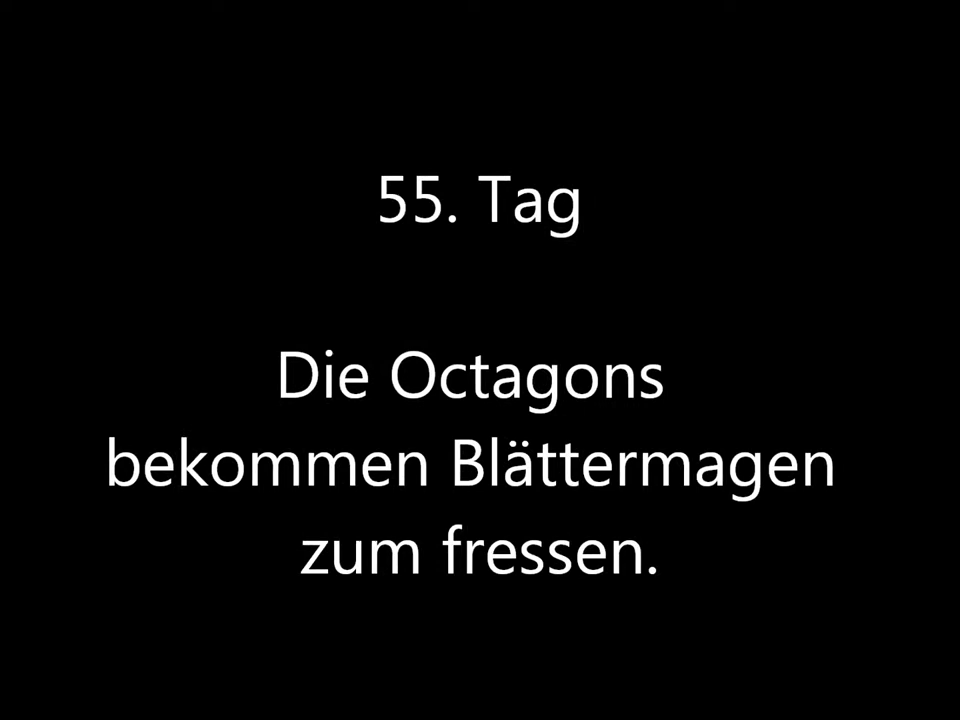 55. Tag
Die Octagons
bekommen Blättermagen
zum fressen.